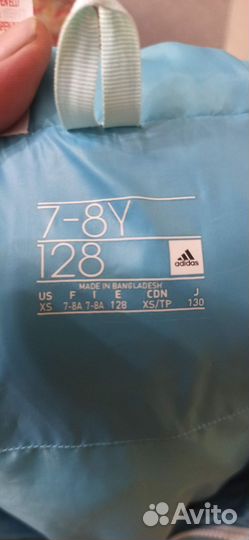 7-8Y
128
adidas
MADE IN BANGLADESH
US F I E CDN J
XS 7-8A 7-8A 128 XS/TP 130
Avito